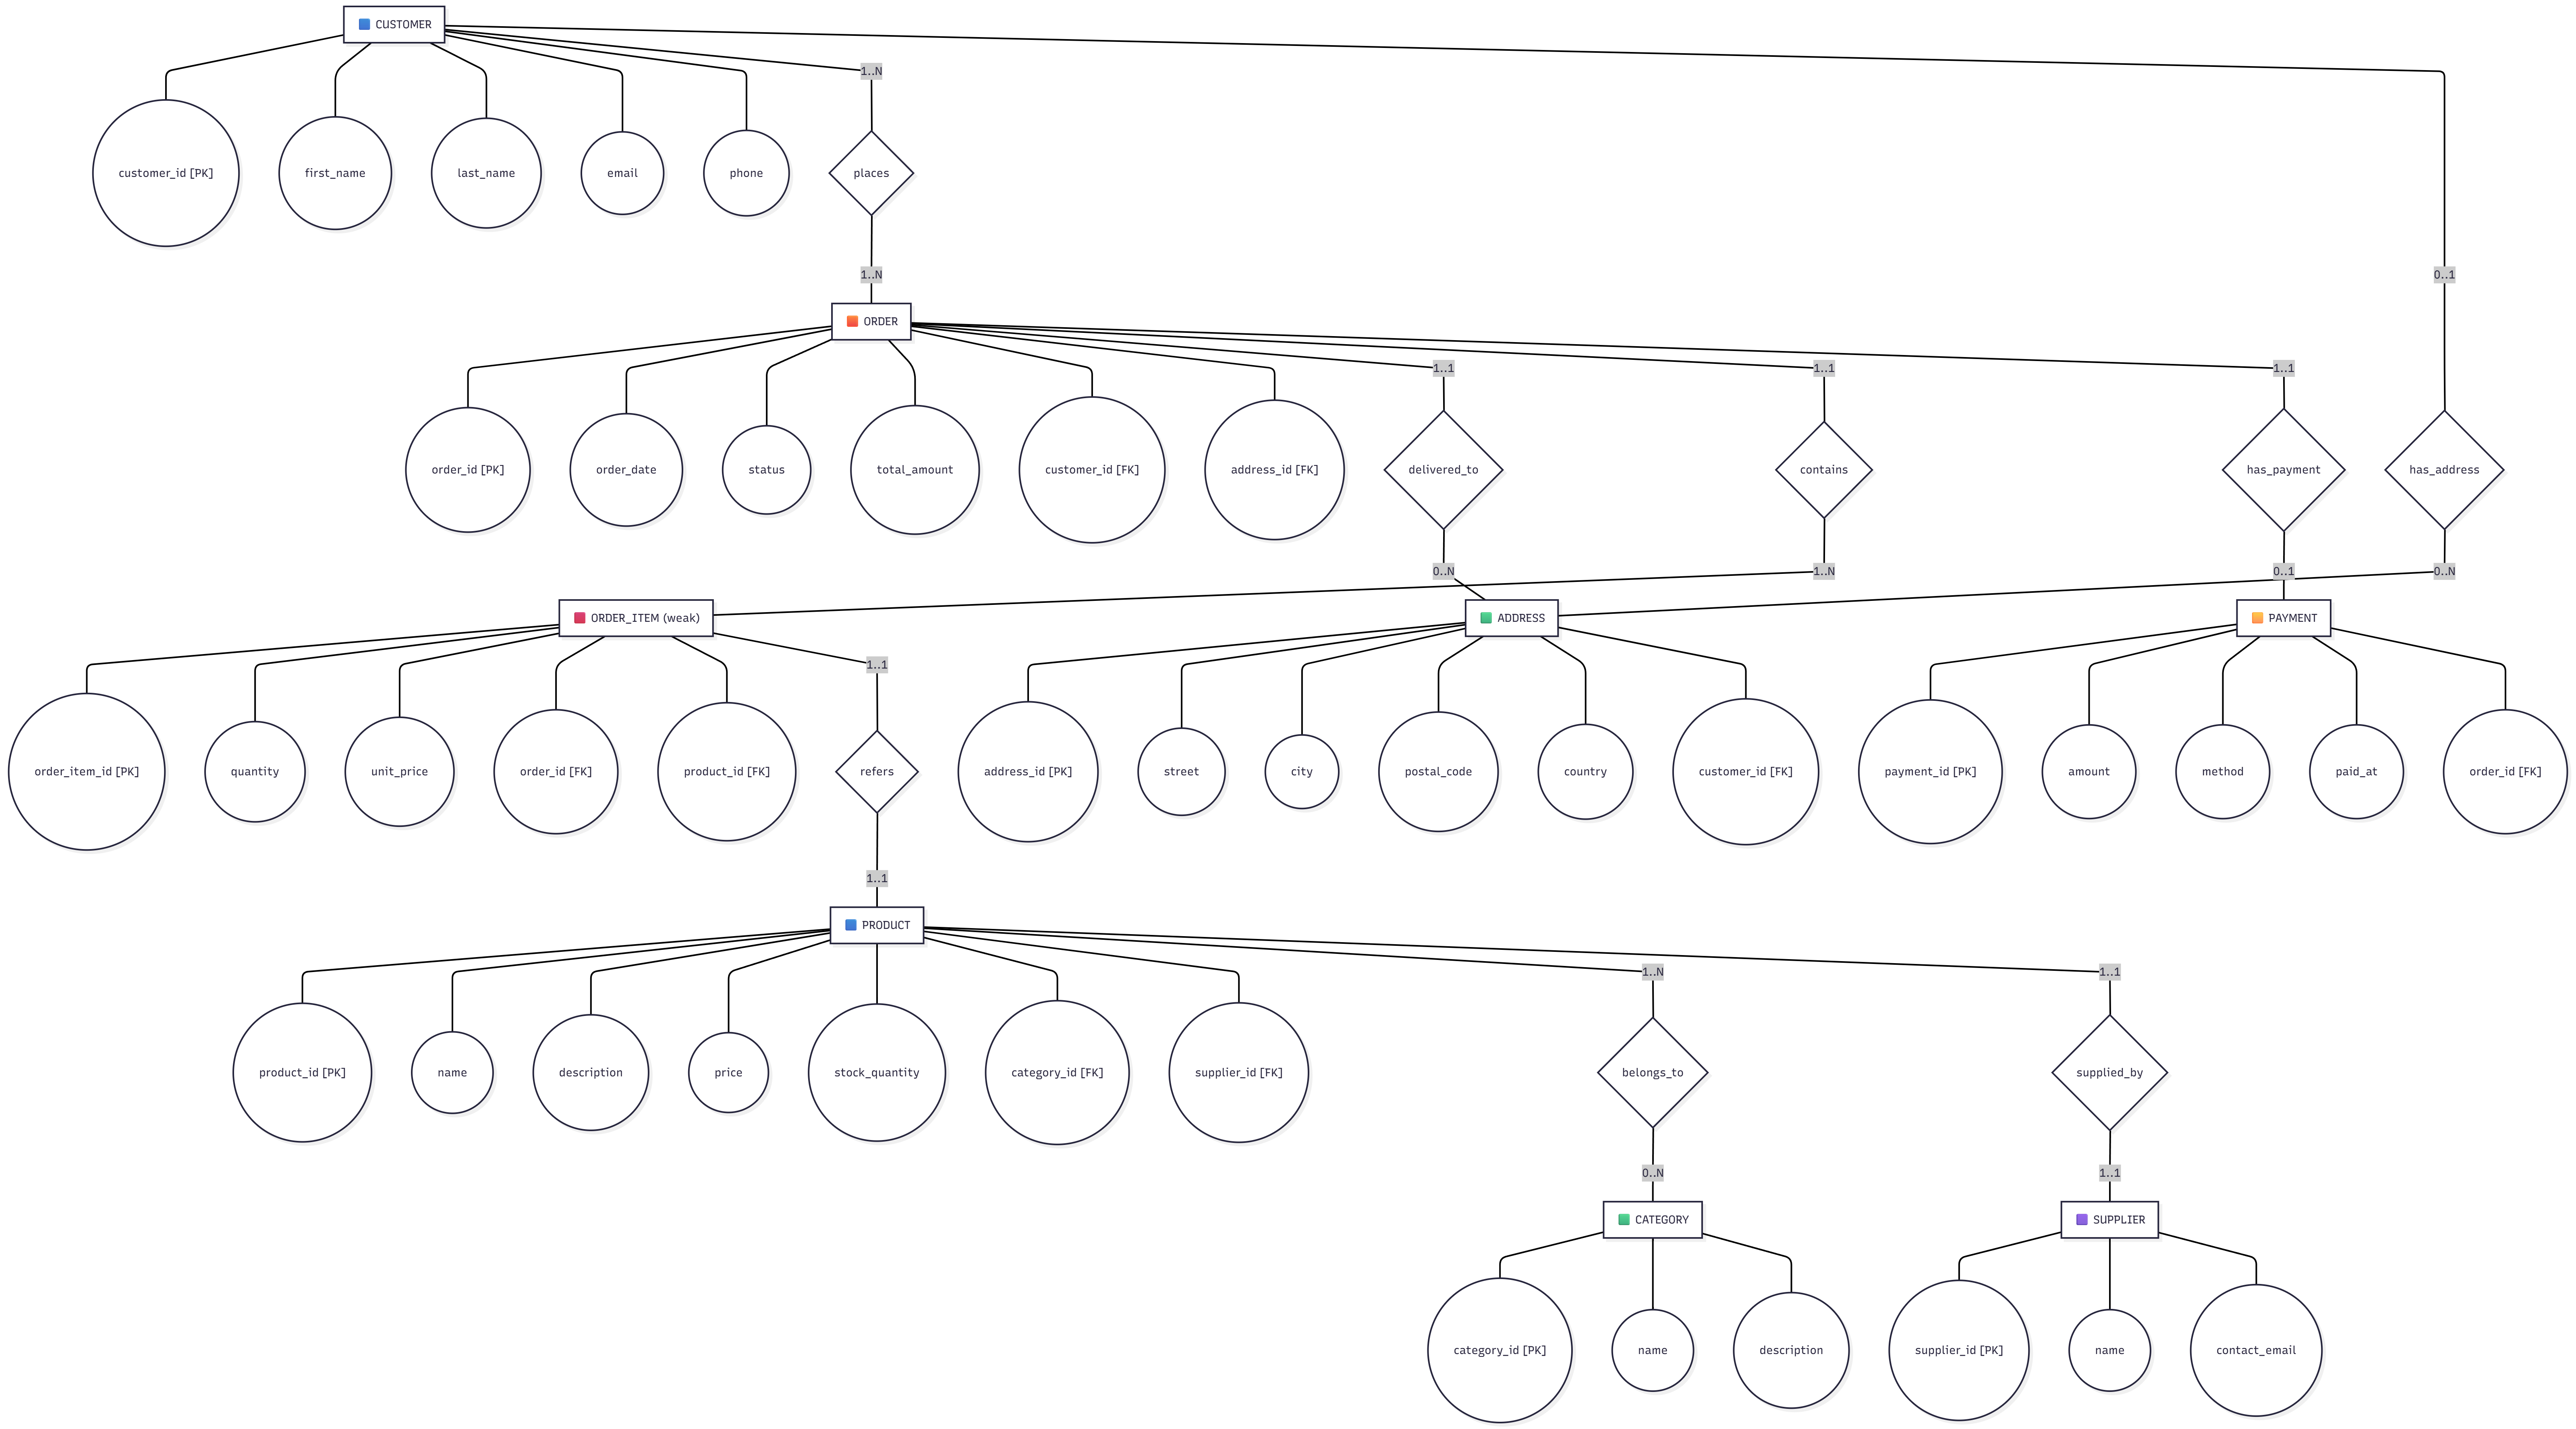 CUSTOMER
1..N
customer_id [PK]
first_name
last_name
email
phone
places
1..N
0..1
ORDER
1..1
1..1
1..1
order_id [PK]
order_date
status
total_amount
customer_id [FK]
address_id [FK]
delivered_to
contains
has_payment
has_address
0..N
1..N
0..1
0..N
ORDER_ITEM (weak)
ADDRESS
PAYMENT
1..1
order_item_id [PK]
quantity
unit_price
order_id [FK]
product_id [FK]
refers
address_id [PK]
street
city
postal_code
country
customer_id [FK]
payment_id [PK]
amount
method
paid_at
order_id [FK]
1..1
PRODUCT
1..N
1..1
product_id [PK]
name
description
price
stock_quantity
category_id [FK]
supplier_id [FK]
belongs_to
supplied_by
0..N
1..1
CATEGORY
SUPPLIER
category_id [PK]
name
description
supplier_id [PK]
name
contact_email